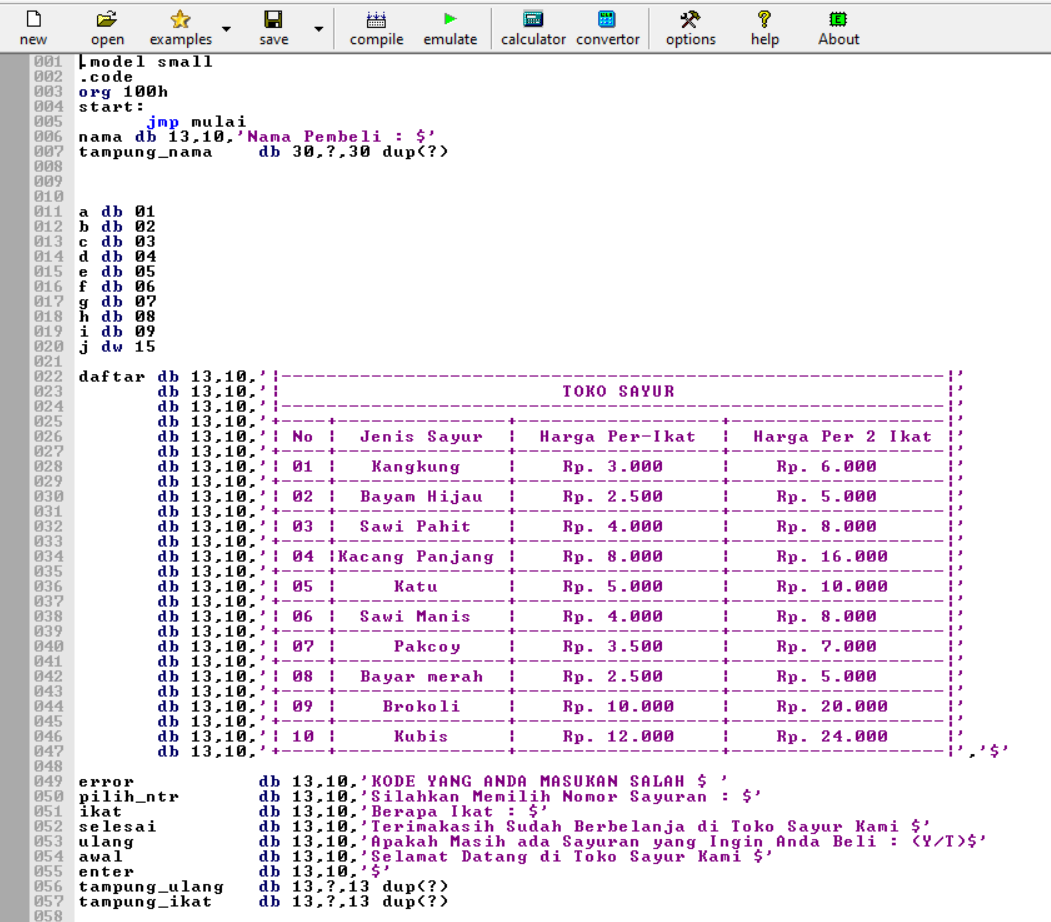 new open examples save compile emulate calculator convertor options help About
001 .model small
002 .code
003 org 100h
004 start:
005 jmp mulai
006 nama db 13,10,'Nama Pembeli : $'
007 tampung_nama db 30,?,30 dup(?)
008
009
010
011 a db 01
012 b db 02
013 c db 03
014 d db 04
015 e db 05
016 f db 06
017 g db 07
018 h db 08
019 i db 09
020 j dw 15
021
022 daftar db 13,10,'|-----------------------------------------------------------|'
023 db 13,10,'| TOKO SAYUR |'
024 db 13,10,'|-----------------------------------------------------------|'
025 db 13,10,'+----+---------------+------------------+-------------------|'
026 db 13,10,'| No | Jenis Sayur | Harga Per-Ikat | Harga Per 2 Ikat |'
027 db 13,10,'+----+---------------+------------------+-------------------|'
028 db 13,10,'| 01 | Kangkung | Rp. 3.000 | Rp. 6.000 |'
029 db 13,10,'+----+---------------+------------------+-------------------|'
030 db 13,10,'| 02 | Bayam Hijau | Rp. 2.500 | Rp. 5.000 |'
031 db 13,10,'+----+---------------+------------------+-------------------|'
032 db 13,10,'| 03 | Sawi Pahit | Rp. 4.000 | Rp. 8.000 |'
033 db 13,10,'+----+---------------+------------------+-------------------|'
034 db 13,10,'| 04 |Kacang Panjang | Rp. 8.000 | Rp. 16.000 |'
035 db 13,10,'+----+---------------+------------------+-------------------|'
036 db 13,10,'| 05 | Katu | Rp. 5.000 | Rp. 10.000 |'
037 db 13,10,'+----+---------------+------------------+-------------------|'
038 db 13,10,'| 06 | Sawi Manis | Rp. 4.000 | Rp. 8.000 |'
039 db 13,10,'+----+---------------+------------------+-------------------|'
040 db 13,10,'| 07 | Pakcoy | Rp. 3.500 | Rp. 7.000 |'
041 db 13,10,'+----+---------------+------------------+-------------------|'
042 db 13,10,'| 08 | Bayar merah | Rp. 2.500 | Rp. 5.000 |'
043 db 13,10,'+----+---------------+------------------+-------------------|'
044 db 13,10,'| 09 | Brokoli | Rp. 10.000 | Rp. 20.000 |'
045 db 13,10,'+----+---------------+------------------+-------------------|'
046 db 13,10,'| 10 | Kubis | Rp. 12.000 | Rp. 24.000 |'
047 db 13,10,'+----+---------------+------------------+-------------------|','$'
048
049 error db 13,10,'KODE YANG ANDA MASUKAN SALAH $ '
050 pilih_ntr db 13,10,'Silahkan Memilih Nomor Sayuran : $'
051 ikat db 13,10,'Berapa Ikat : $'
052 selesai db 13,10,'Terimakasih Sudah Berbelanja di Toko Sayur Kami $'
053 ulang db 13,10,'Apakah Masih ada Sayuran yang Ingin Anda Beli : (Y/T)$'
054 awal db 13,10,'Selamat Datang di Toko Sayur Kami $'
055 enter db 13,10,'$'
056 tampung_ulang db 13,?,13 dup(?)
057 tampung_ikat db 13,?,13 dup(?)
058